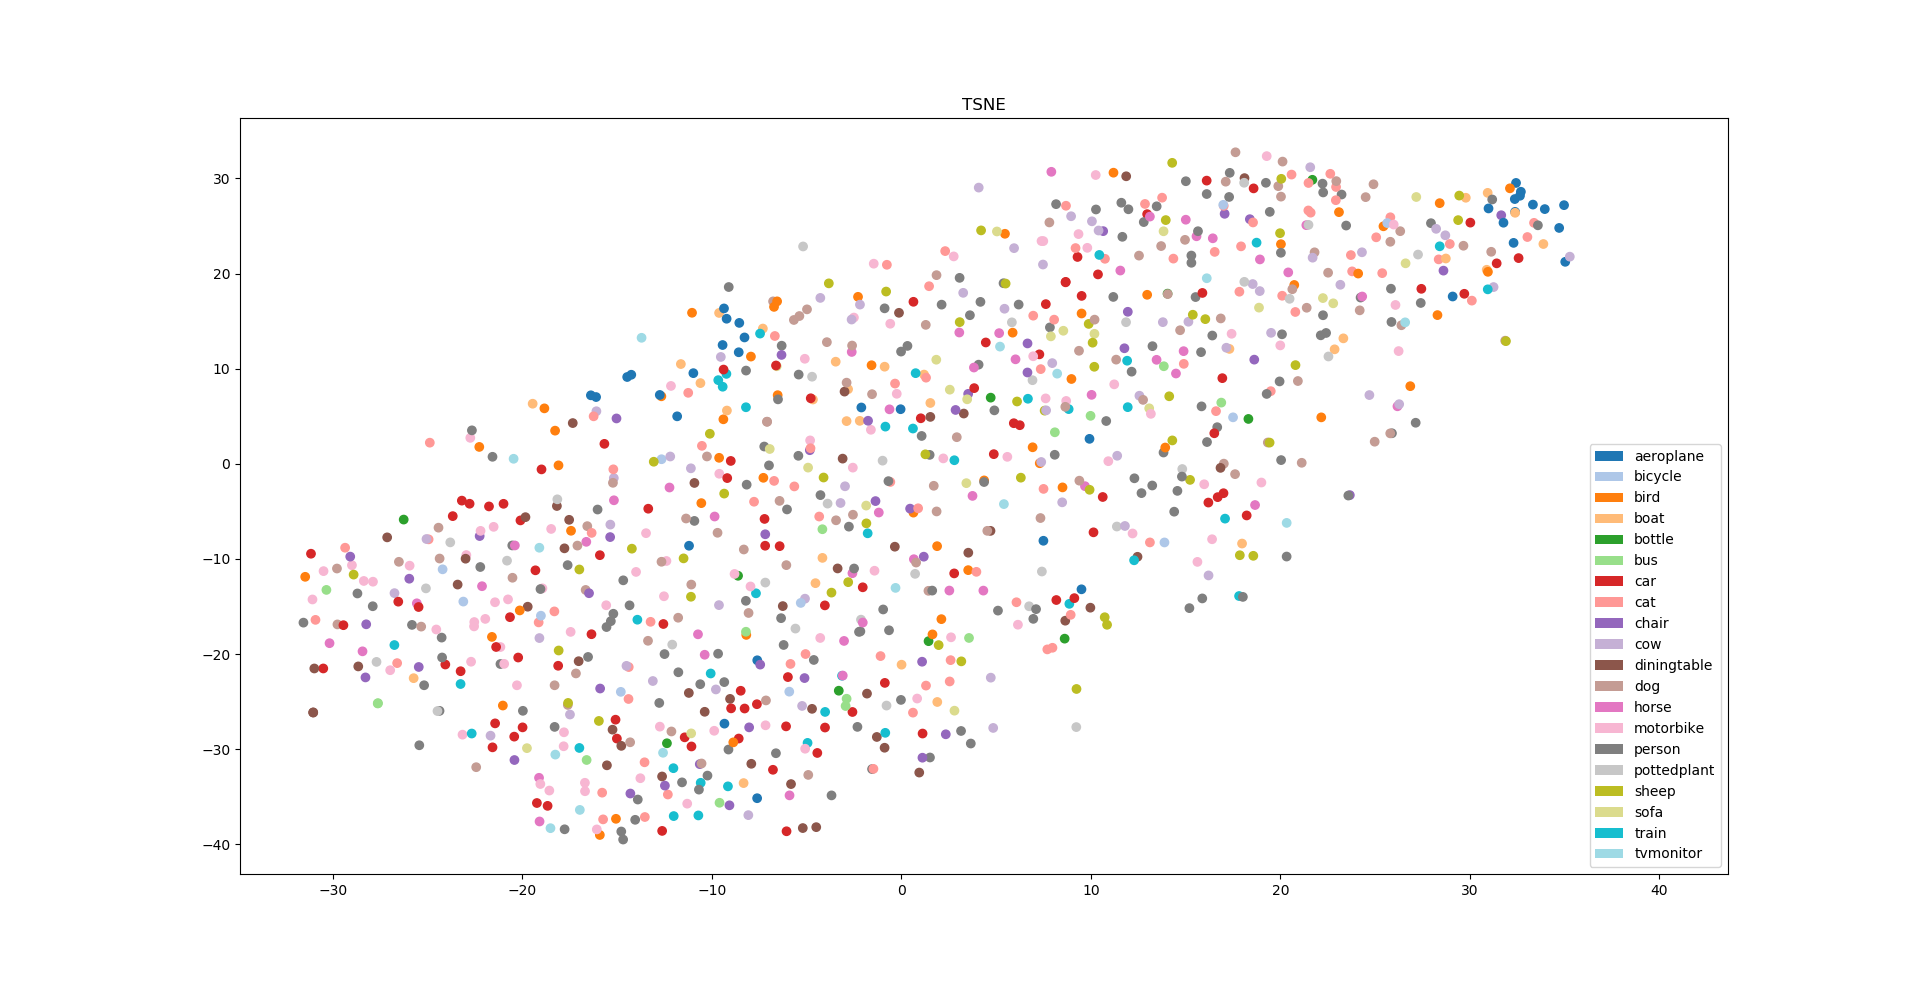 TSNE
30
20
10
0
−10
−20
−30
−40
−30 −20 −10 0 10 20 30 40
aeroplane
bicycle
bird
boat
bottle
bus
car
cat
chair
cow
diningtable
dog
horse
motorbike
person
pottedplant
sheep
sofa
train
tvmonitor